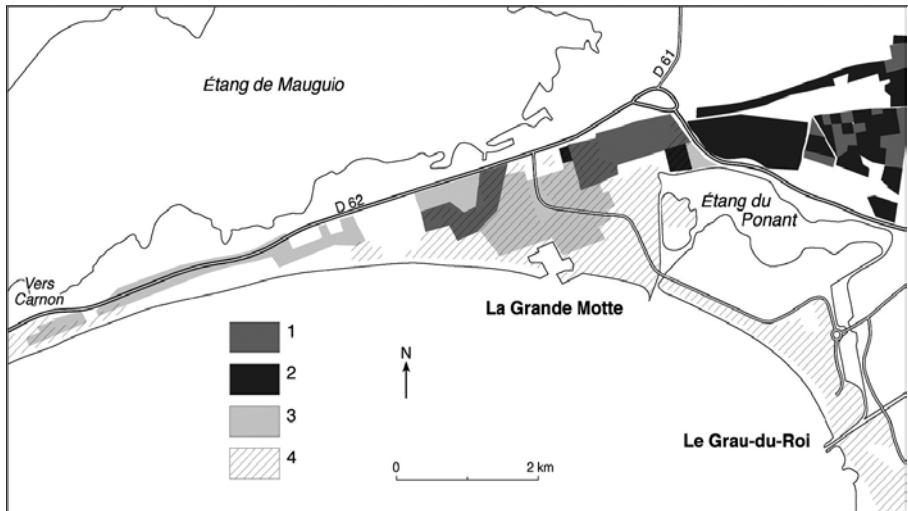 Étang de Mauguio
D 61
D 62
Étang du
Ponant
Vers
Carnon
La Grande Motte
1
2
3
4
N
Le Grau-du-Roi
0
2 km